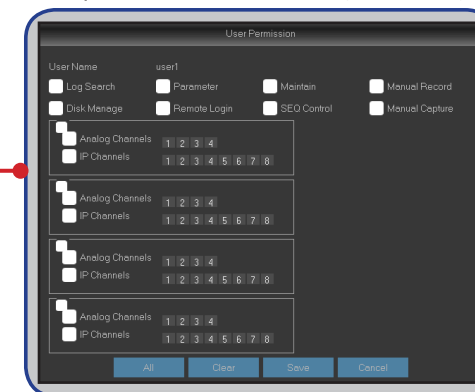 User Permission
User Name user1
Log Search Parameter Maintain Manual Record
Disk Manage Remote Login SEQ Control Manual Capture
Analog Channels 1 2 3 4
IP Channels 1 2 3 4 5 6 7 8
Analog Channels 1 2 3 4
IP Channels 1 2 3 4 5 6 7 8
Analog Channels 1 2 3 4
IP Channels 1 2 3 4 5 6 7 8
Analog Channels 1 2 3 4
IP Channels 1 2 3 4 5 6 7 8
All Clear Save Cancel